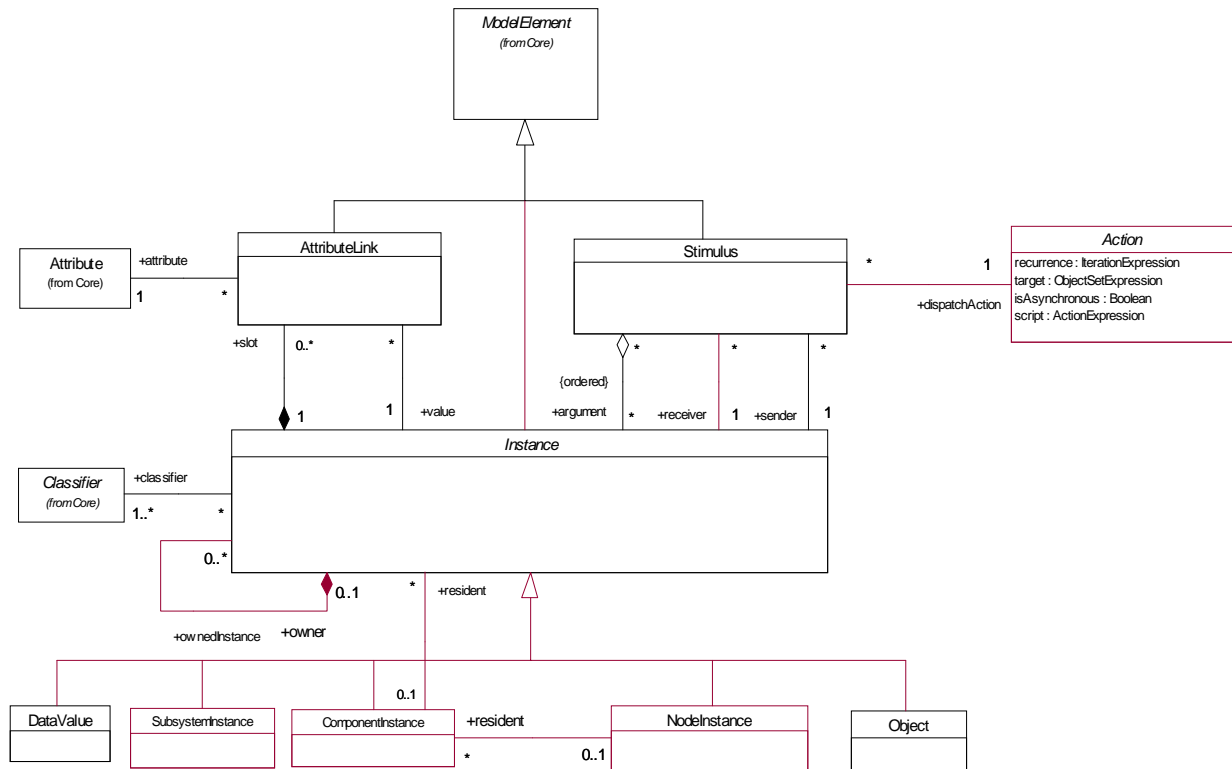 ModelElement
(from Core)
AttributeLink
Stimulus
Action
recurrence : IterationExpression
target : ObjectSetExpression
isAsynchronous : Boolean
script : ActionExpression
Attribute
(from Core)
+attribute
1
*
*
1
+dispatchAction
+slot
0..*
*
*
*
*
{ordered}
1
1
+value
+argument
*
+receiver
1
+sender
1
Instance
Classifier
(from Core)
+classifier
1..*
*
0..*
0..1
*
+resident
+ownedInstance
+owner
0..1
DataValue
SubsystemInstance
ComponentInstance
+resident
*
0..1
NodeInstance
Object